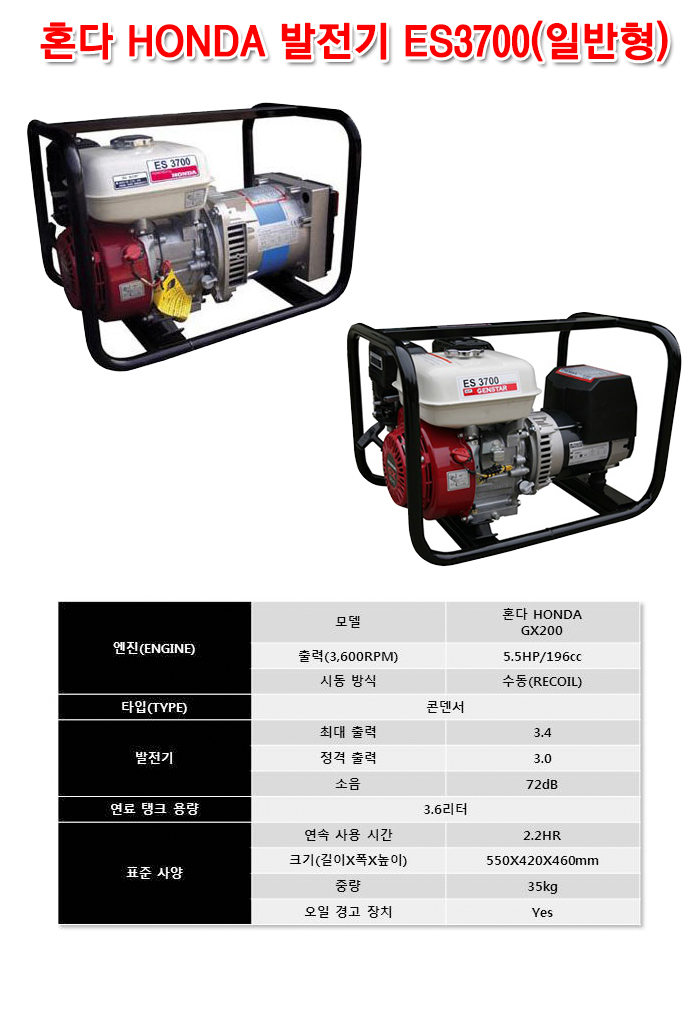 혼다 HONDA 발전기 ES3700(일반형)
ES 3700
HONDA
ES 3700
GENSTAR
엔진(ENGINE)
모델
혼다 HONDA
GX200
출력(3,600RPM)
5.5HP/196cc
시동 방식
수동(RECOIL)
타입(TYPE)
콘덴서
발전기
최대 출력
3.4
정격 출력
3.0
소음
72dB
연료 탱크 용량
3.6리터
표준 사양
연속 사용 시간
2.2HR
크기(길이X폭X높이)
550X420X460mm
중량
35kg
오일 경고 장치
Yes